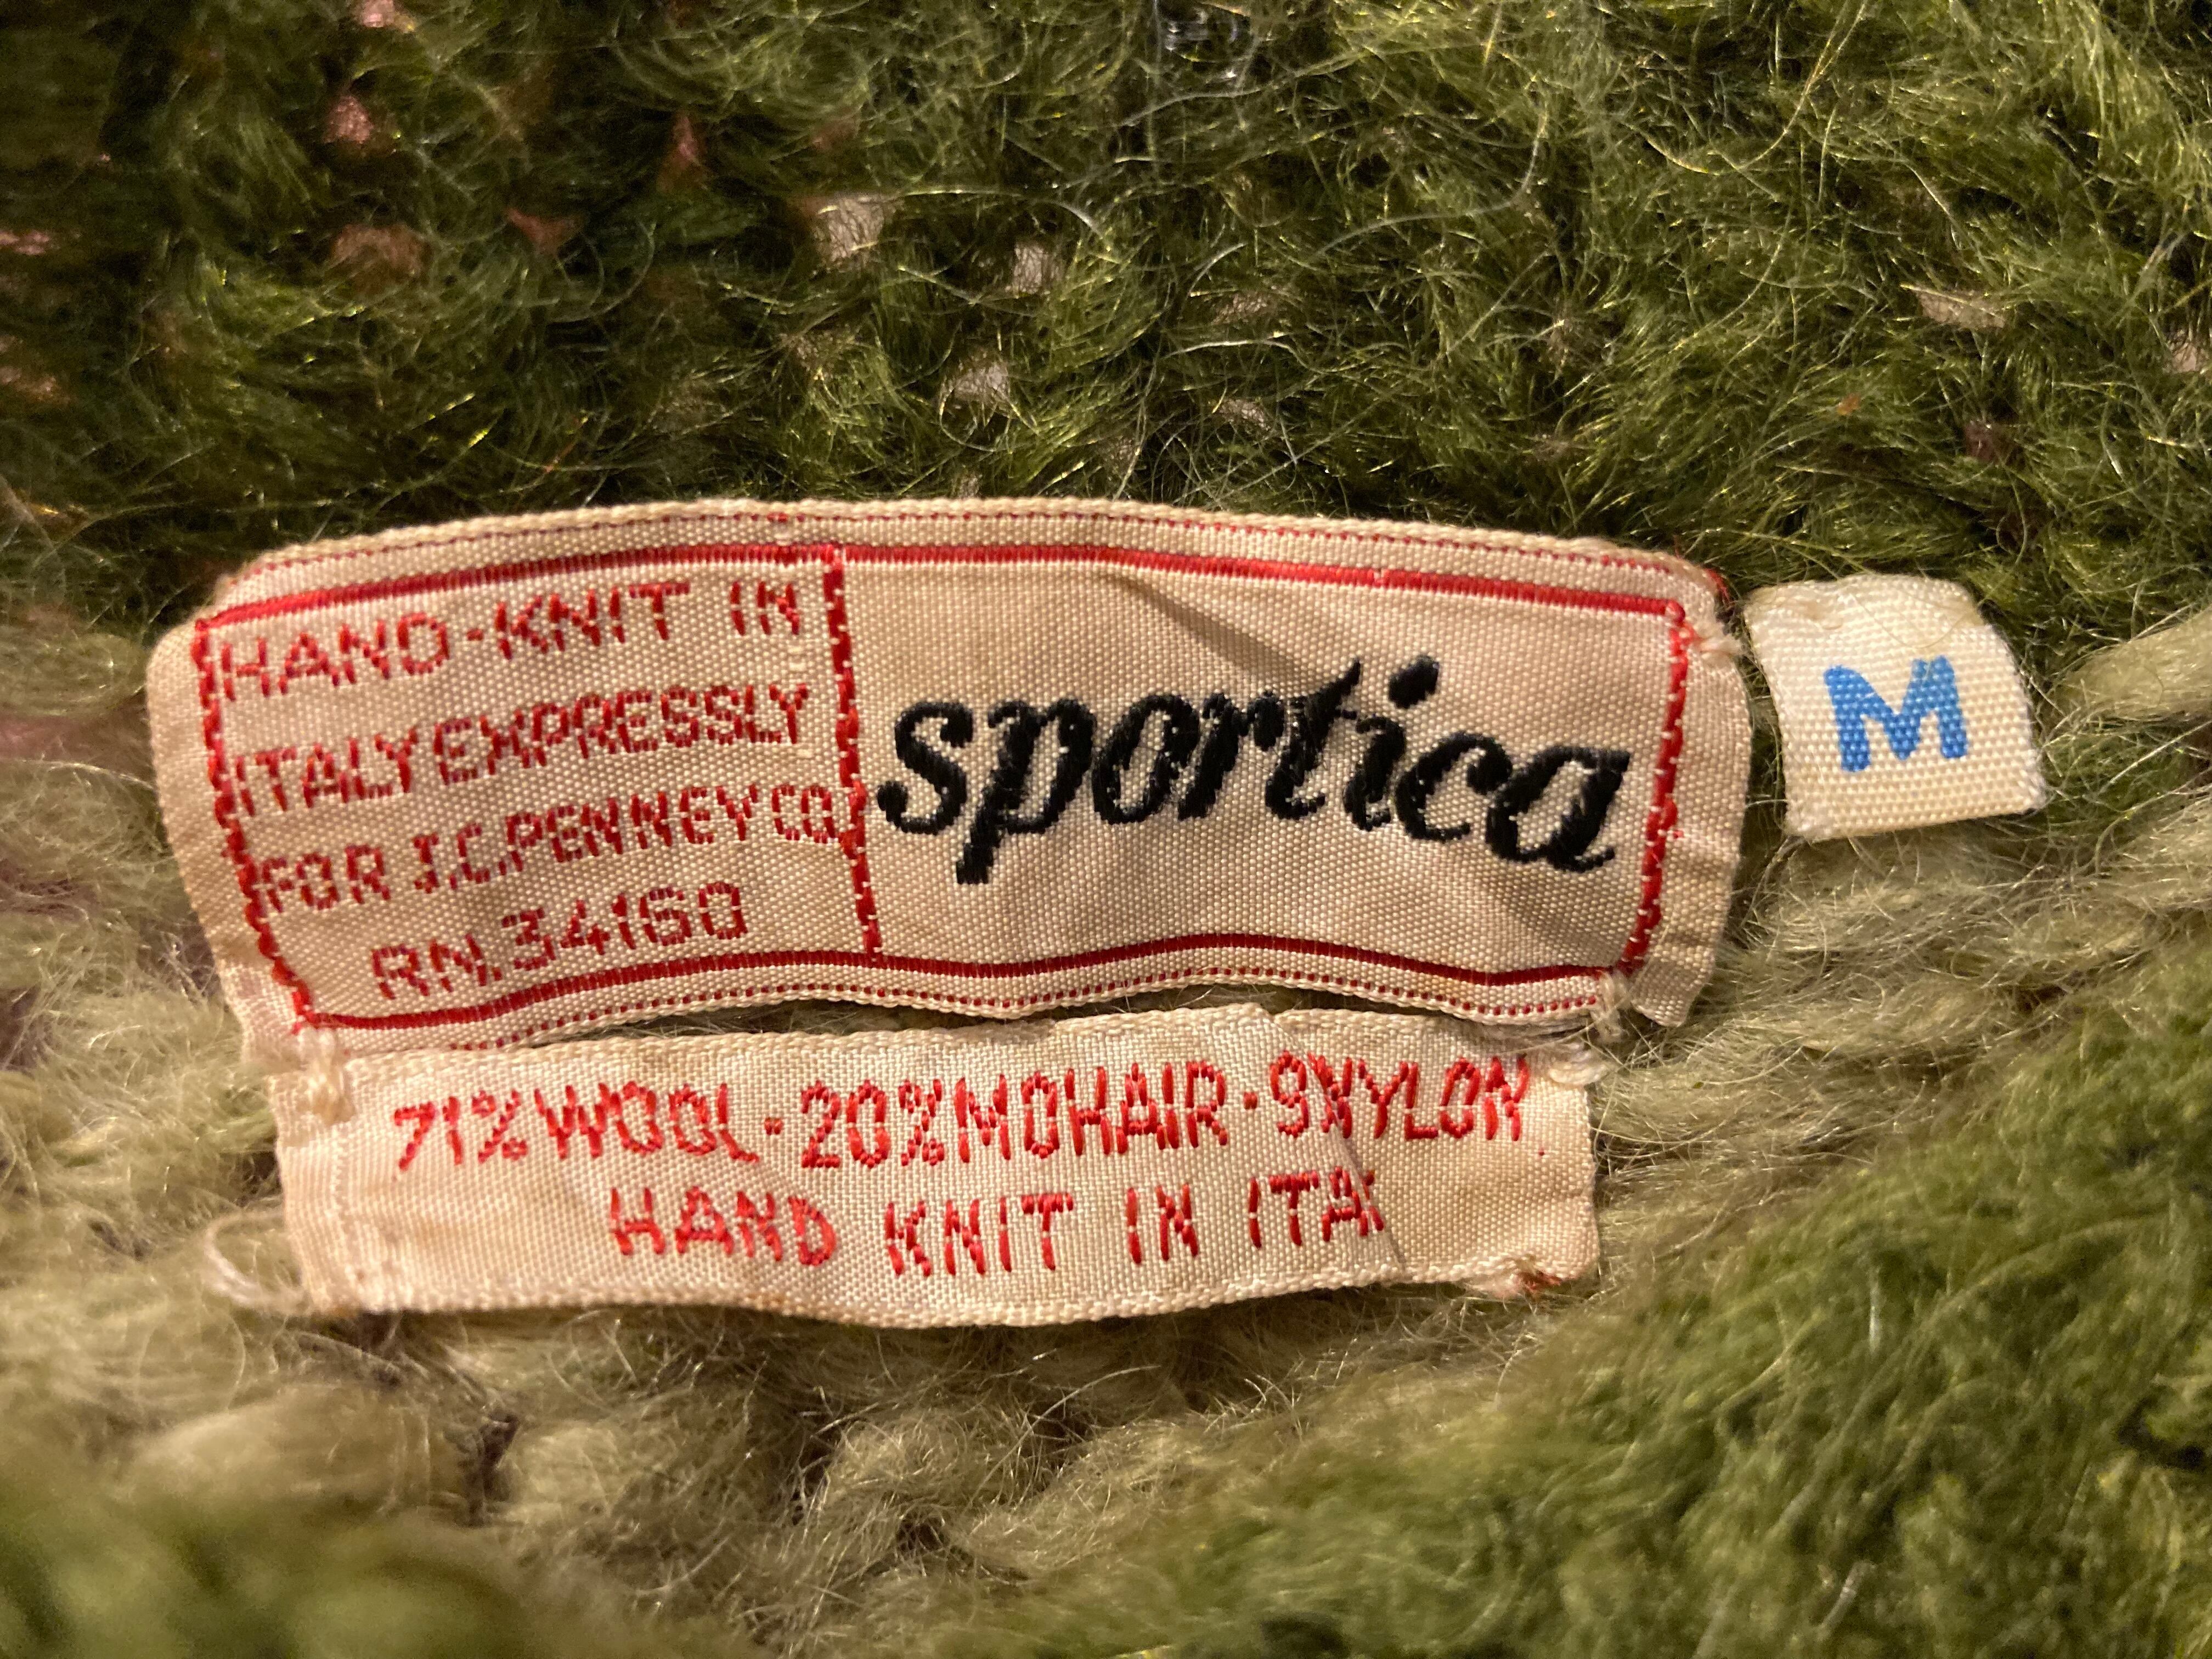 HAND-KNIT IN
ITALY EXPRESSLY
FOR J.C.PENNEY CO.
RN.34160
sportica
M
71% WOOL·20% MOHAIR·9% NYLON
HAND KNIT IN ITA